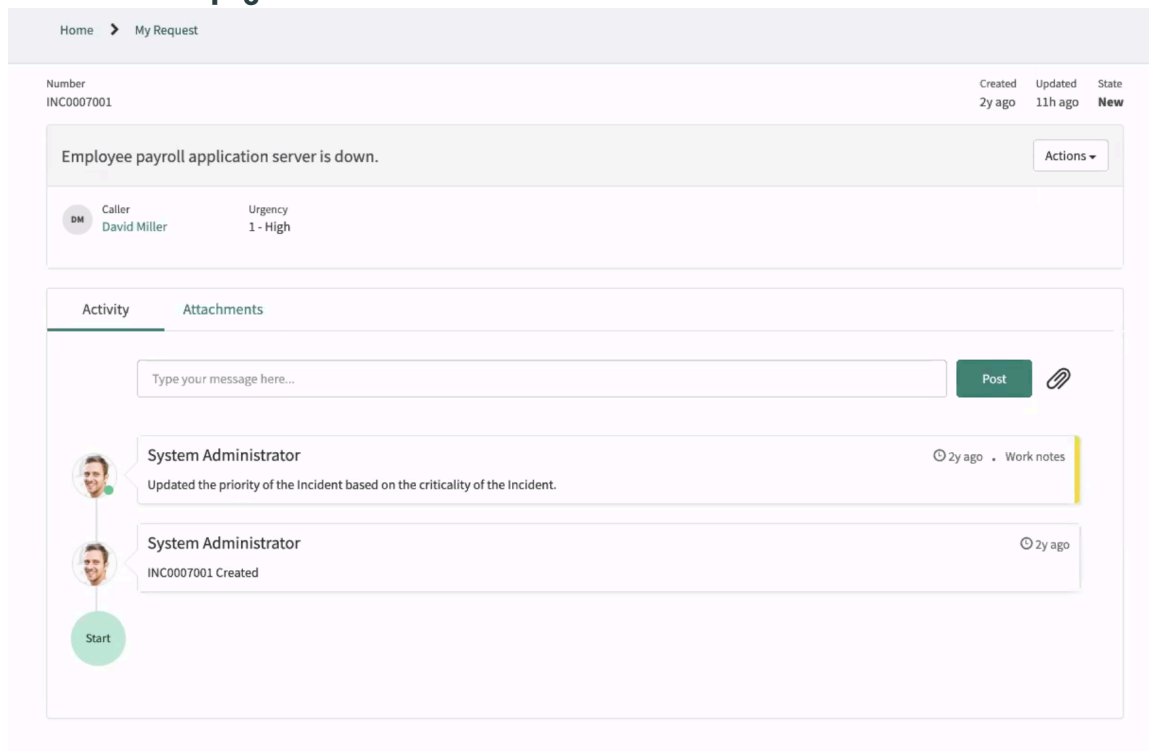 Home > My Request
Number
INC0007001
Created Updated State
2y ago 11h ago New
Employee payroll application server is down.
Actions
DM
Caller
David Miller
Urgency
1 - High
Activity Attachments
Type your message here...
Post
System Administrator
2y ago . Work notes
Updated the priority of the Incident based on the criticality of the Incident.
System Administrator
2y ago
INC0007001 Created
Start